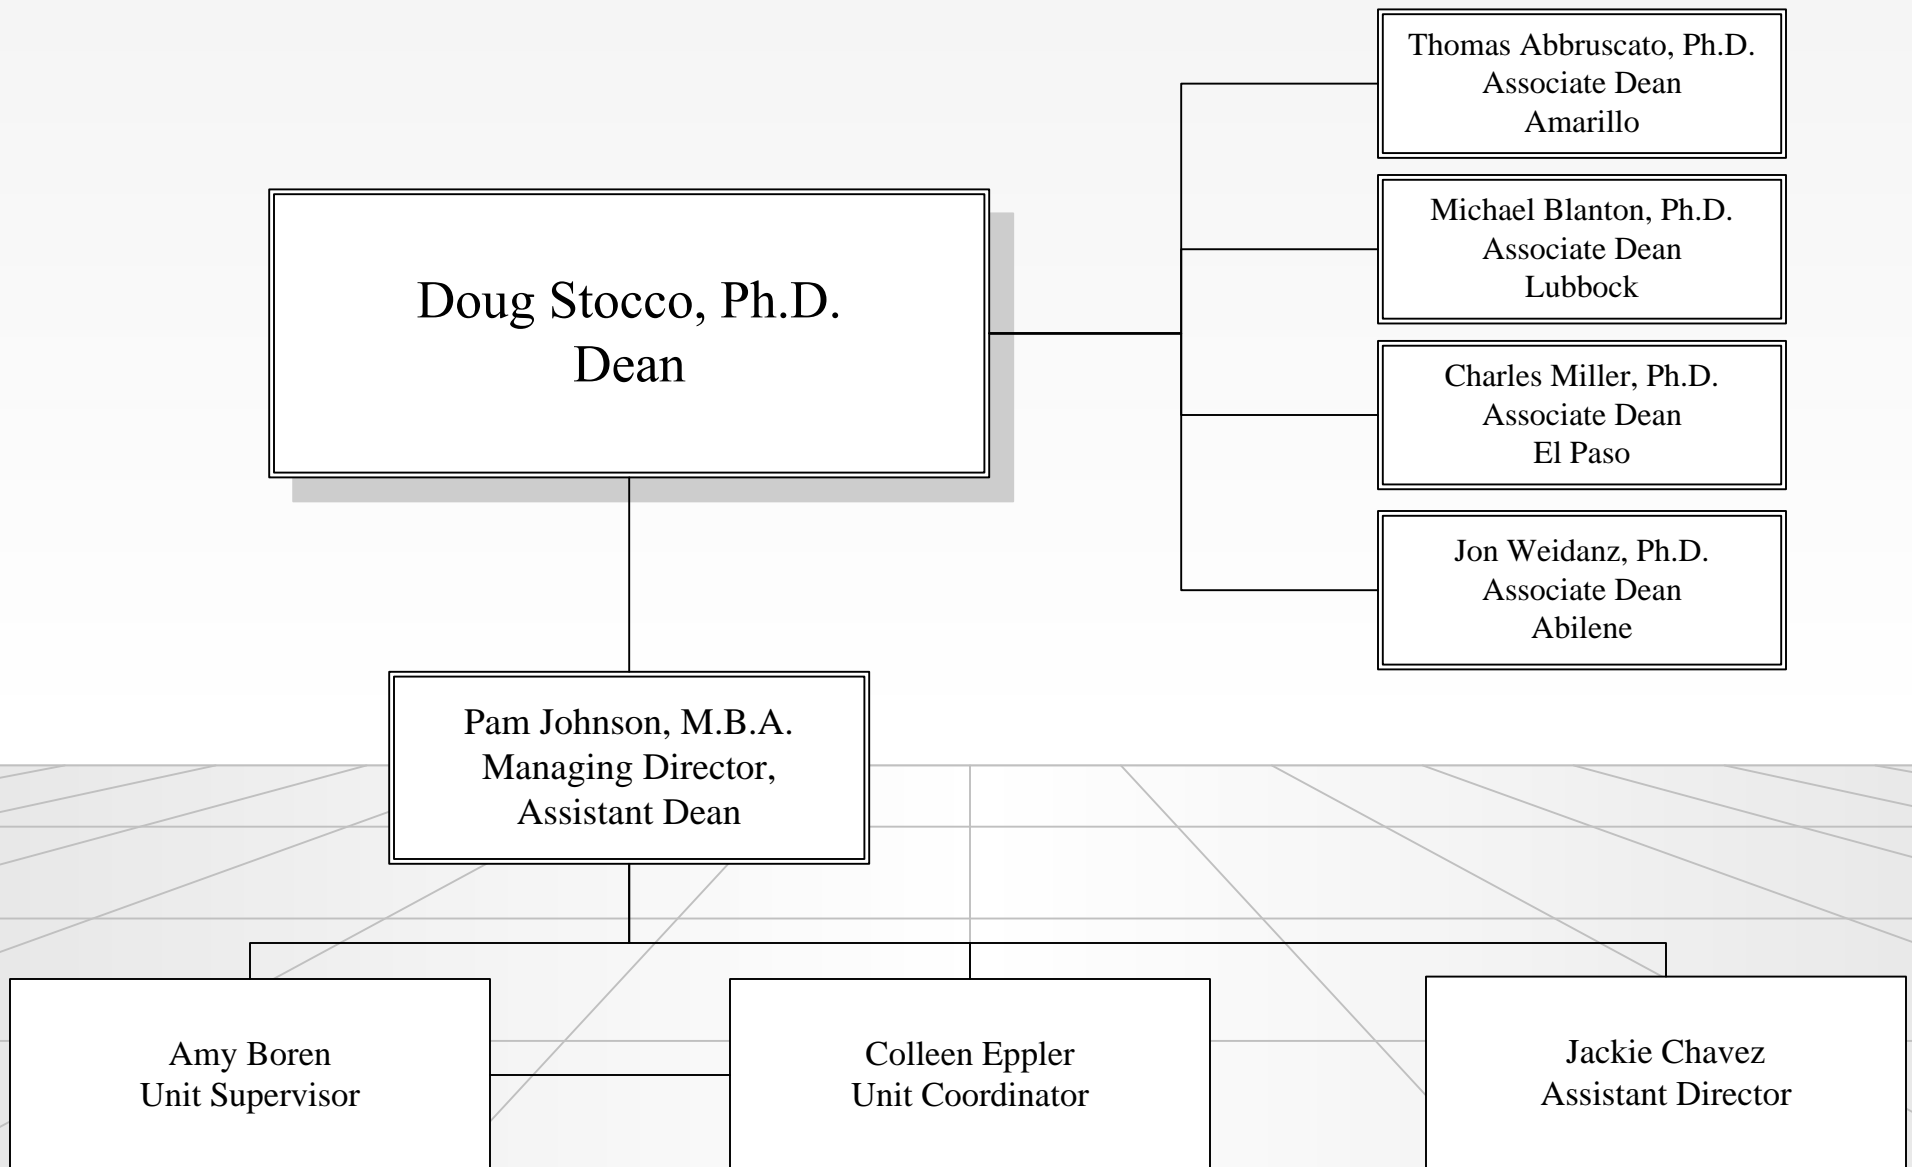 Thomas Abbruscato, Ph.D.
Associate Dean
Amarillo
Michael Blanton, Ph.D.
Associate Dean
Lubbock
Doug Stocco, Ph.D.
Dean
Charles Miller, Ph.D.
Associate Dean
El Paso
Jon Weidanz, Ph.D.
Associate Dean
Abilene
Pam Johnson, M.B.A.
Managing Director,
Assistant Dean
Amy Boren
Unit Supervisor
Colleen Eppler
Unit Coordinator
Jackie Chavez
Assistant Director